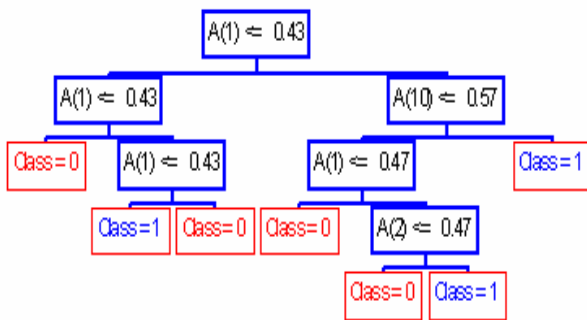 A(1) <= 0.43
A(1) <= 0.43
A(10) <= 0.57
Class= 0
A(1) <= 0.43
A(1) <= 0.47
Class= 1
Class= 1
Class= 0
Class= 0
A(2) <= 0.47
Class= 0
Class= 1